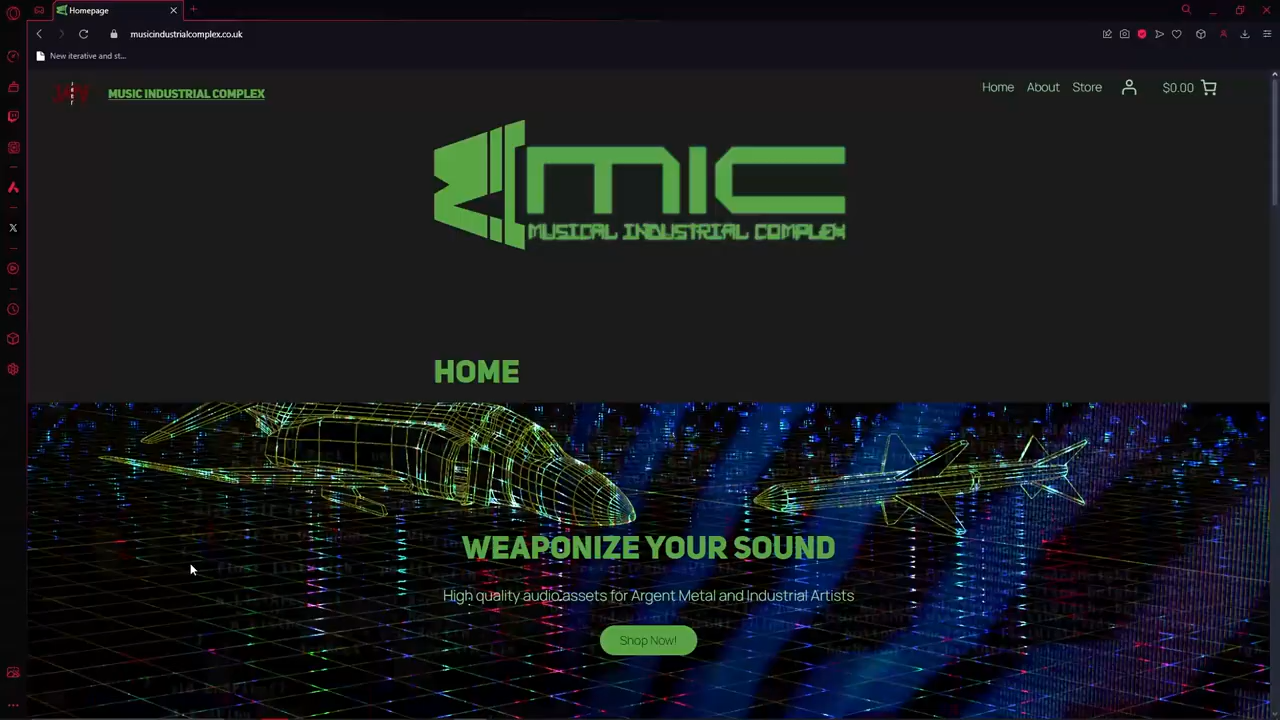 Homepage
musicindustrialcomplex.co.uk
New iterative and st...
MUSIC INDUSTRIAL COMPLEX
Home About Store $0.00
MIC
MUSICAL INDUSTRIAL COMPLEX
HOME
WEAPONIZE YOUR SOUND
High quality audio assets for Argent Metal and Industrial Artists
Shop Now!